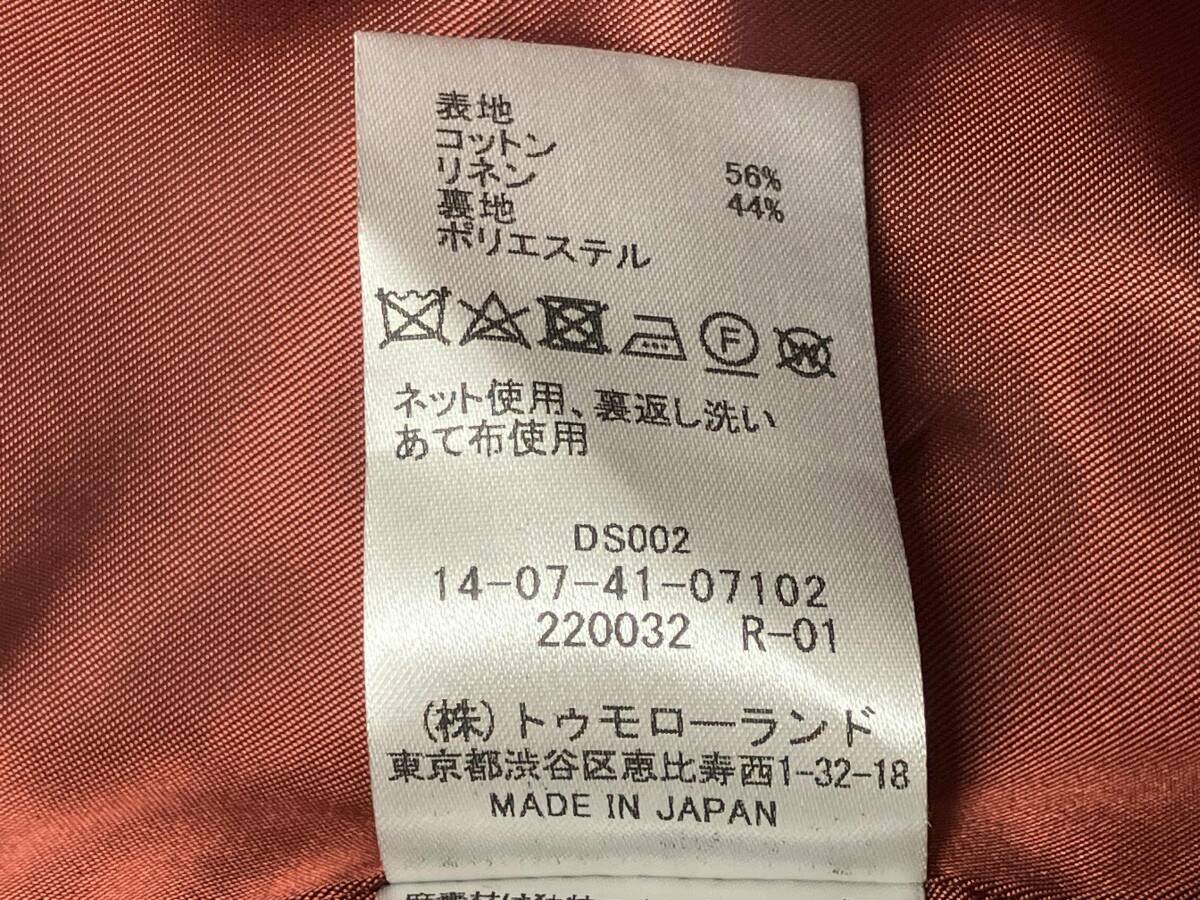 表地
コットン 56%
リネン 44%
裏地
ポリエステル
F W
ネット使用、裏返し洗い
あて布使用
DS002
14-07-41-07102
220032 R-01
(株)トゥモローランド
東京都渋谷区恵比寿西1-32-18
MADE IN JAPAN